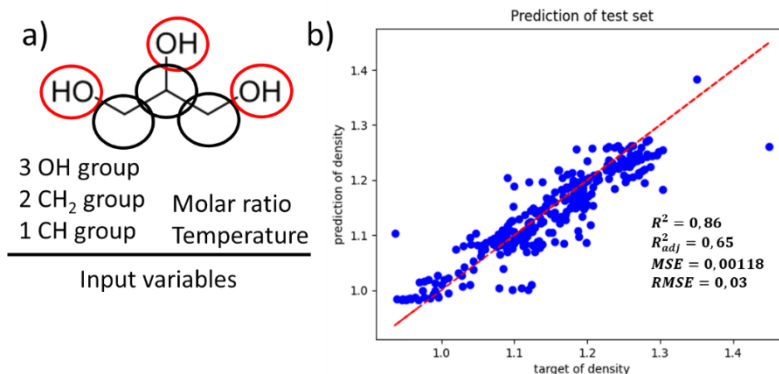 a)
OH
HO
OH
3 OH group
2 CH₂ group
1 CH group
Molar ratio
Temperature
Input variables
b)
Prediction of test set
prediction of density
1.4
1.3
1.2
1.1
1.0
R² = 0,86
R²adj = 0,65
MSE = 0,00118
RMSE = 0,03
1.0 1.1 1.2 1.3 1.4
target of density